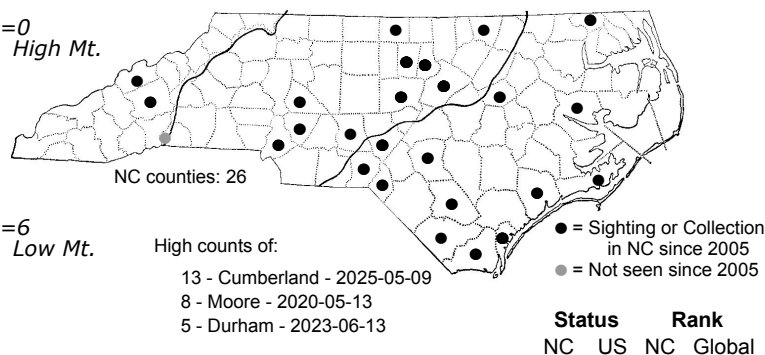 =0
High Mt.
NC counties: 26
=6
Low Mt.
High counts of:
13 - Cumberland - 2025-05-09
8 - Moore - 2020-05-13
5 - Durham - 2023-06-13
● = Sighting or Collection
in NC since 2005
● = Not seen since 2005
Status Rank
NC US NC Global